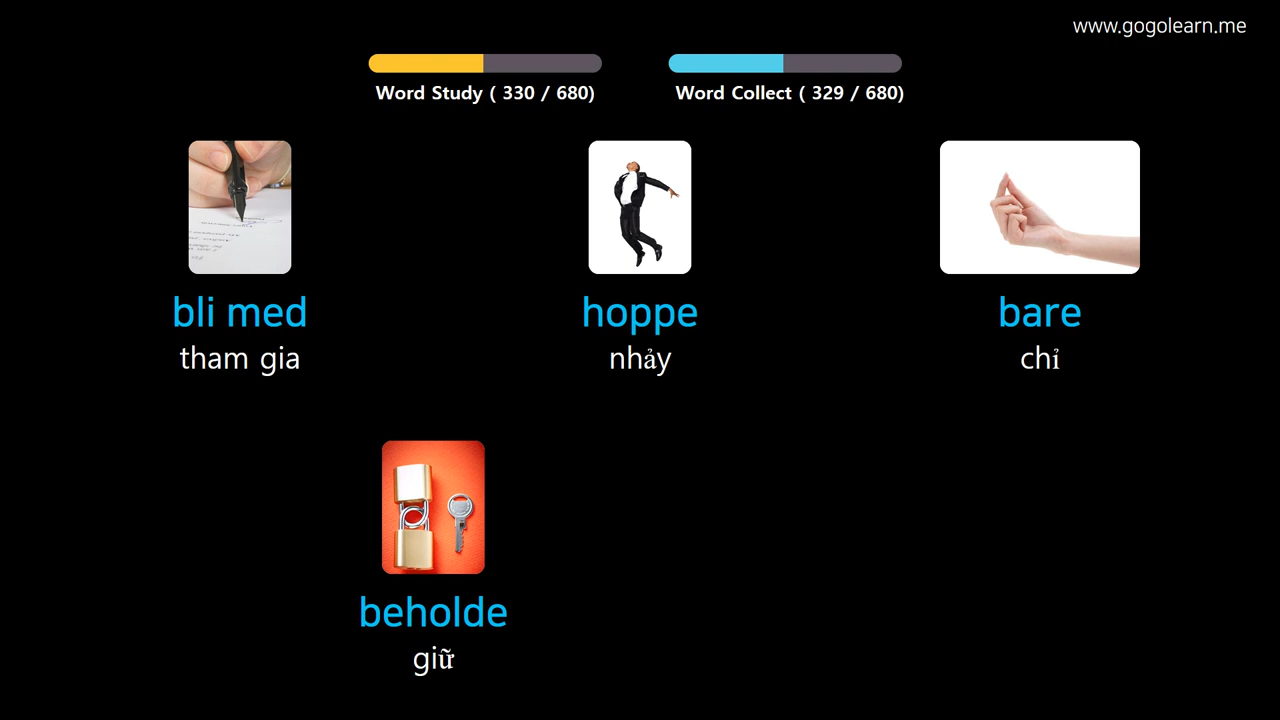 www.gogolearn.me
Word Study ( 330 / 680)
Word Collect ( 329 / 680)
bli med
tham gia
hoppe
nhảy
bare
chỉ
beholde
giữ